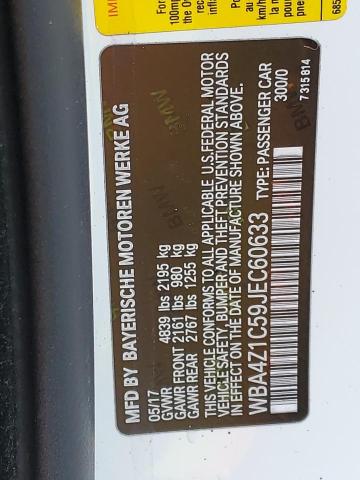 MFD BY BAYERISCHE MOTOREN WERKE AG
05/17
GVWR 4839 lbs 2195 kg
GAWR FRONT 2161 lbs 980 kg
GAWR REAR 2767 lbs 1255 kg
THIS VEHICLE CONFORMS TO ALL APPLICABLE U.S.FEDERAL MOTOR
VEHICLE SAFETY, BUMPER AND THEFT PREVENTION STANDARDS
IN EFFECT ON THE DATE OF MANUFACTURE SHOWN ABOVE.
WBA4Z1C59JEC60633 TYPE: PASSENGER CAR
300/0
7 315 814